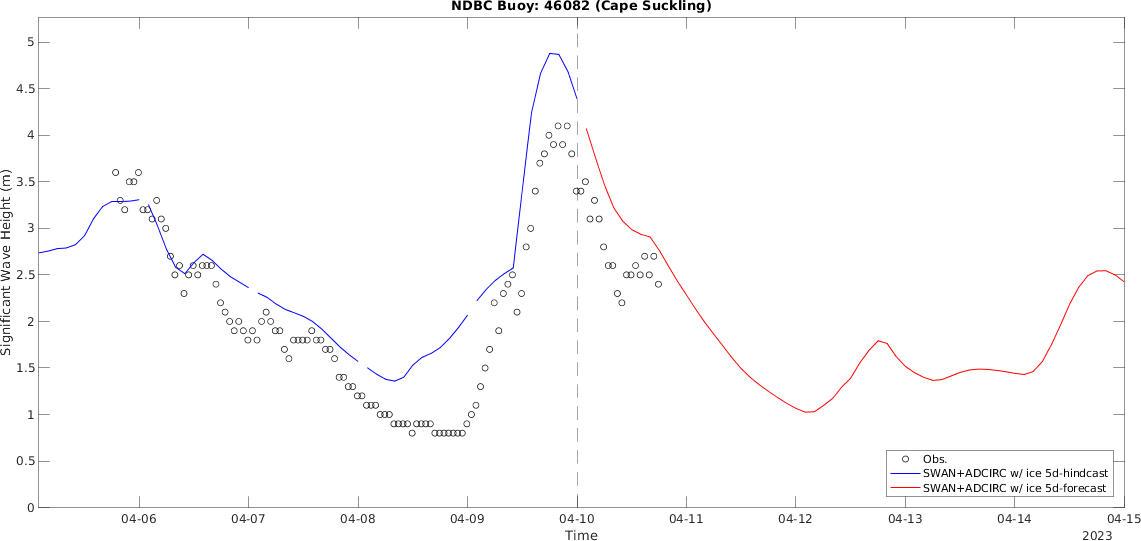 NDBC Buoy: 46082 (Cape Suckling)
5
4.5
4
3.5
3
2.5
2
1.5
1
0.5
0
Significant Wave Height (m)
04-06 04-07 04-08 04-09 04-10 04-11 04-12 04-13 04-14 04-15
Time
2023
Obs.
SWAN+ADCIRC w/ ice 5d-hindcast
SWAN+ADCIRC w/ ice 5d-forecast